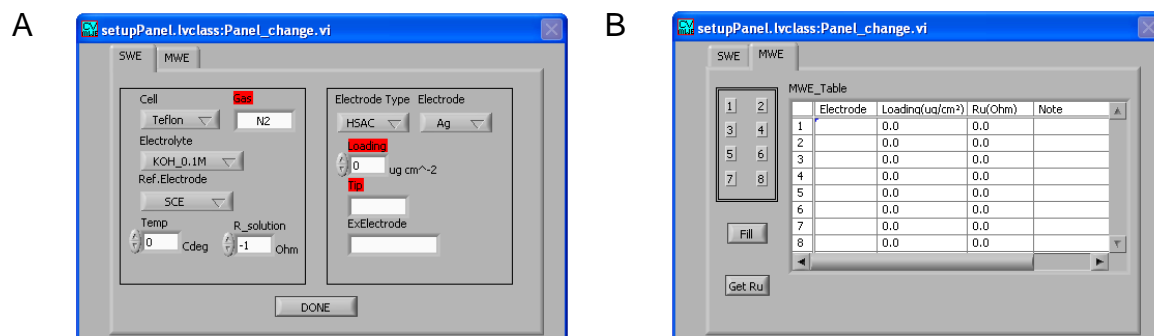 A
CV
MWE
setupPanel.lvclass:Panel_change.vi
SWE MWE
Cell Gas
Teflon N2
Electrolyte
KOH_0.1M
Ref.Electrode
SCE
Temp R_solution
0 Cdeg -1 Ohm
Electrode Type Electrode
HSAC Ag
Loading
0 ug cm^-2
Tip
ExElectrode
DONE
B
CV
MWE
setupPanel.lvclass:Panel_change.vi
SWE MWE
1 2
3 4
5 6
7 8
Fill
Get Ru
MWE_Table
Electrode Loading(ug/cm²) Ru(Ohm) Note
1 0.0 0.0
2 0.0 0.0
3 0.0 0.0
4 0.0 0.0
5 0.0 0.0
6 0.0 0.0
7 0.0 0.0
8 0.0 0.0